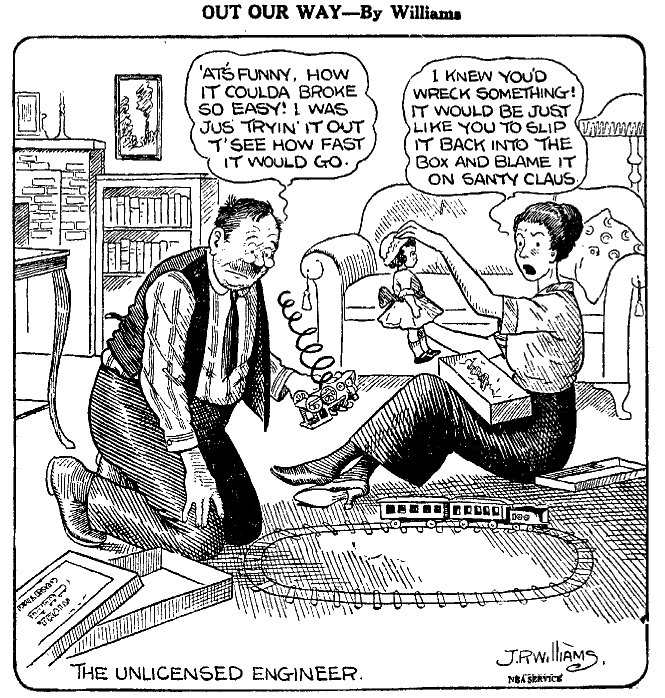 OUT OUR WAY—By Williams
'ATS FUNNY, HOW
IT COULDA BROKE
SO EASY! I WAS
JUS' TRYIN' IT OUT
T' SEE HOW FAST
IT WOULD GO.
I KNEW YOU'D
WRECK SOMETHING!
IT WOULD BE JUST
LIKE YOU TO SLIP
IT BACK INTO THE
BOX AND BLAME IT
ON SANTY CLAUS.
THE UNLICENSED ENGINEER.
J.R.WILLIAMS.
NEA SERVICE